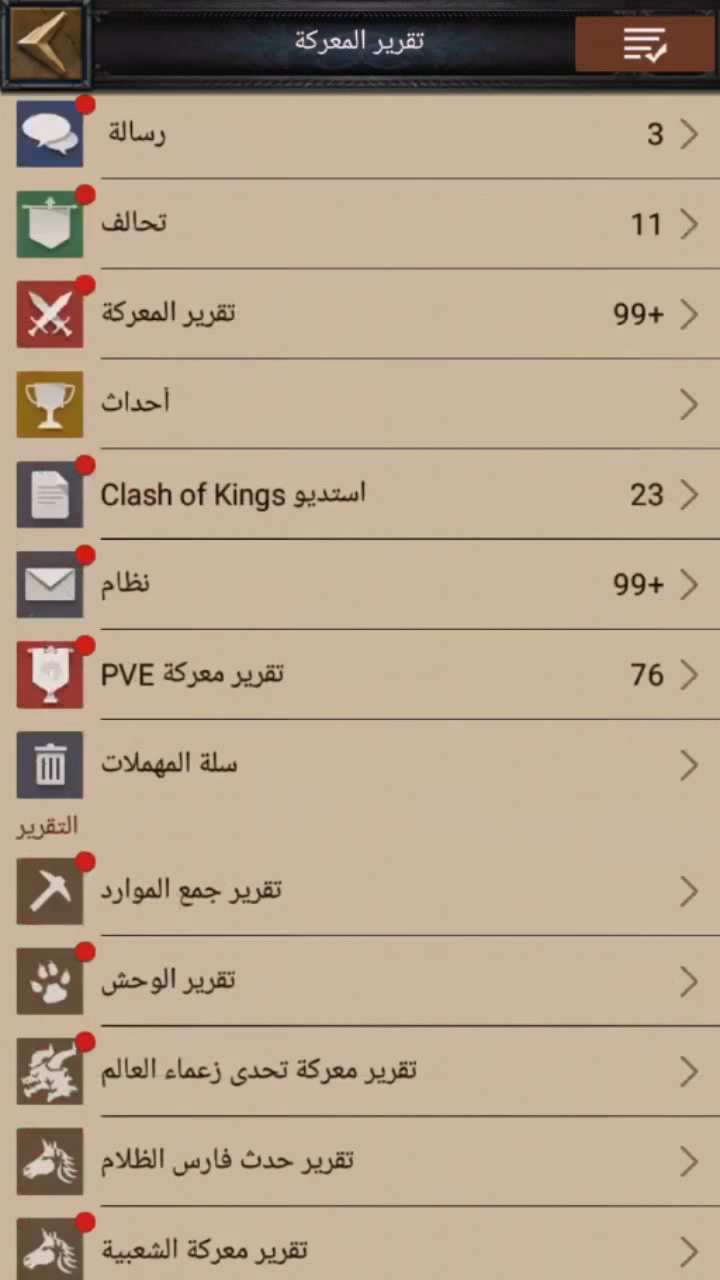 تقرير المعركة
رسالة 3
تحالف 11
تقرير المعركة 99+
أحداث
Clash of Kings استديو 23
نظام 99+
تقرير معركة PVE 76
سلة المهملات
التقرير
تقرير جمع الموارد
تقرير الوحش
تقرير معركة تحدى زعماء العالم
تقرير حدث فارس الظلام
تقرير معركة الشعبية